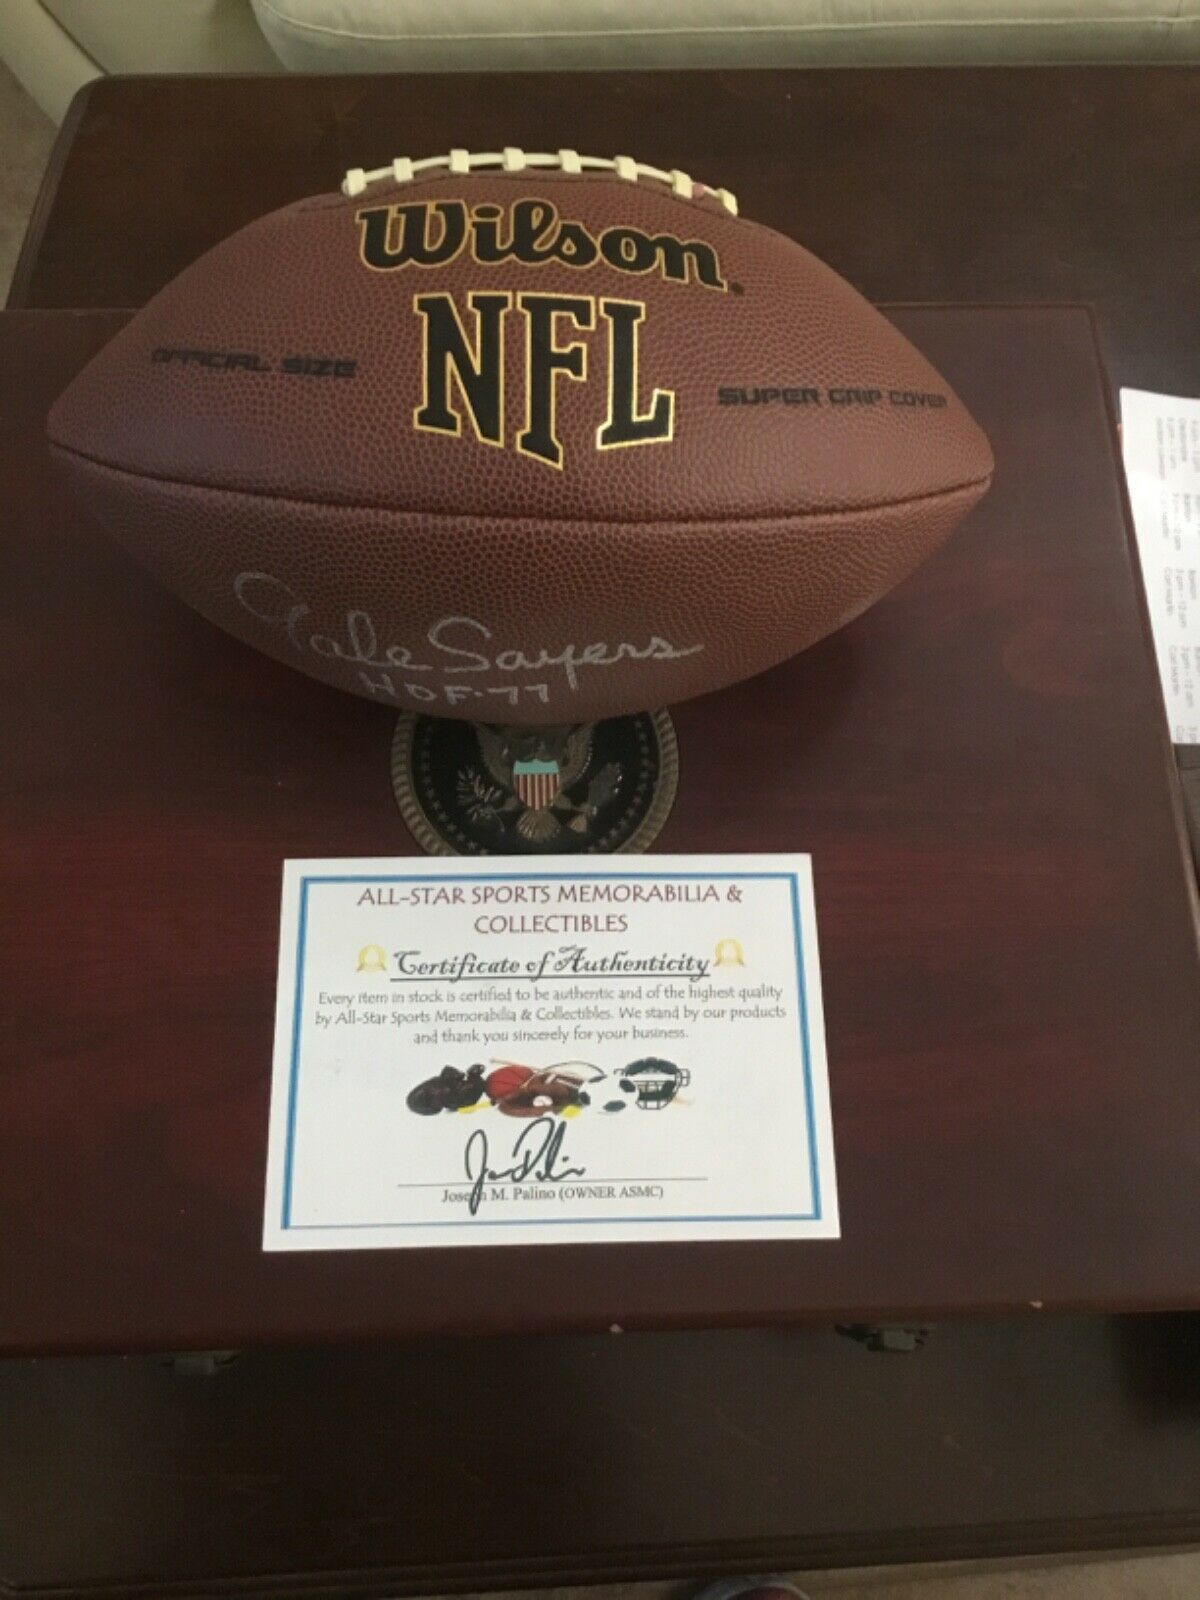 Wilson
NFL
OFFICIAL SIZE
SUPER GRIP COVER
Gale Sayers
HOF-77
ALL-STAR SPORTS MEMORABILIA &
COLLECTIBLES
Certificate of Authenticity
Every item in stock is certified to be authentic and of the highest quality
by All-Star Sports Memorabilia & Collectibles. We stand by our products
and thank you sincerely for your business.
Joseph M. Palino (OWNER ASMC)